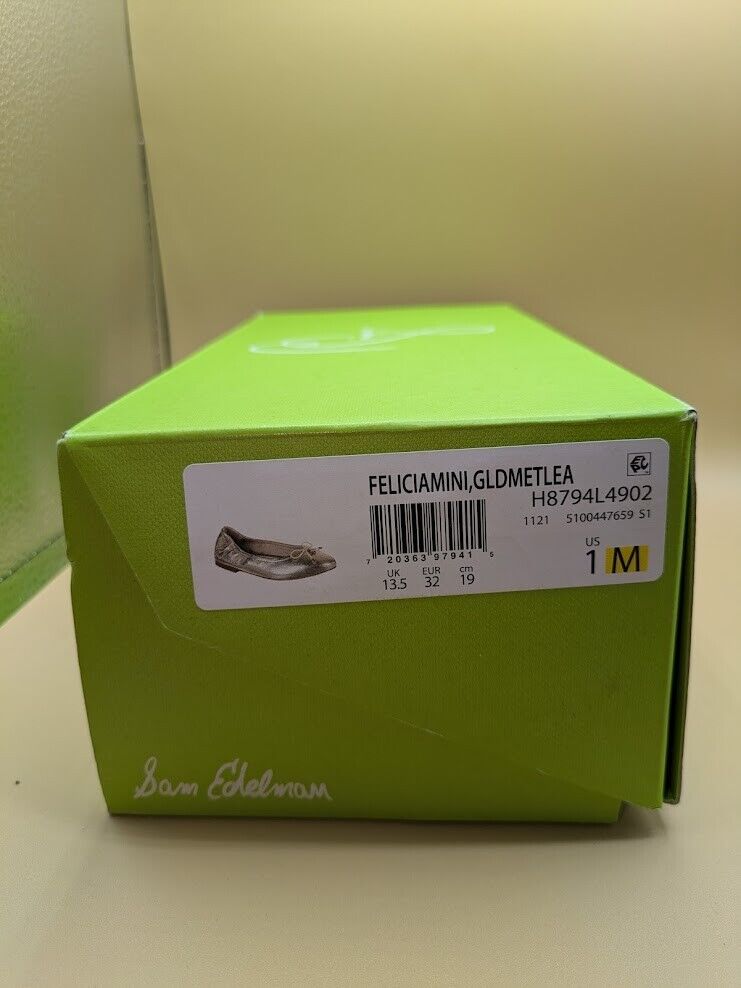 FELICIAMINI,GLDMETLEA
H8794L4902
1121 5100447659 S1
7 20363 97941 5
UK EUR cm
13.5 32 19
US
1 M
Sam Edelman